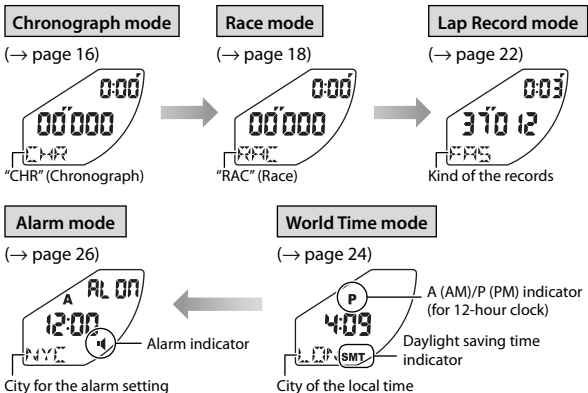 Chronograph mode
(→ page 16)
0:00'
00"000
CHR
"CHR" (Chronograph)
Race mode
(→ page 18)
0:00'
00"000
RAC
"RAC" (Race)
Lap Record mode
(→ page 22)
0:03'
37"012
FAS
Kind of the records
Alarm mode
(→ page 26)
AL ON
A
12:00
NYC
Alarm indicator
City for the alarm setting
World Time mode
(→ page 24)
P
4:09
LON SMT
A (AM)/P (PM) indicator
(for 12-hour clock)
Daylight saving time
indicator
City of the local time